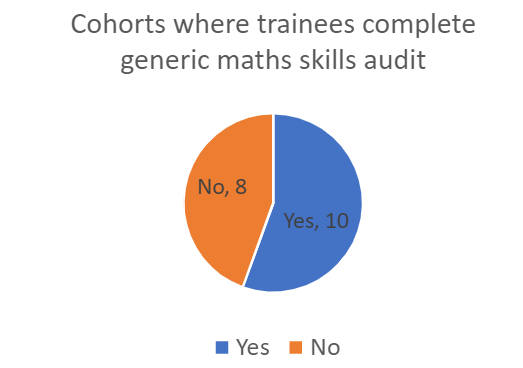 Cohorts where trainees complete
generic maths skills audit
No, 8
Yes, 10
Yes No